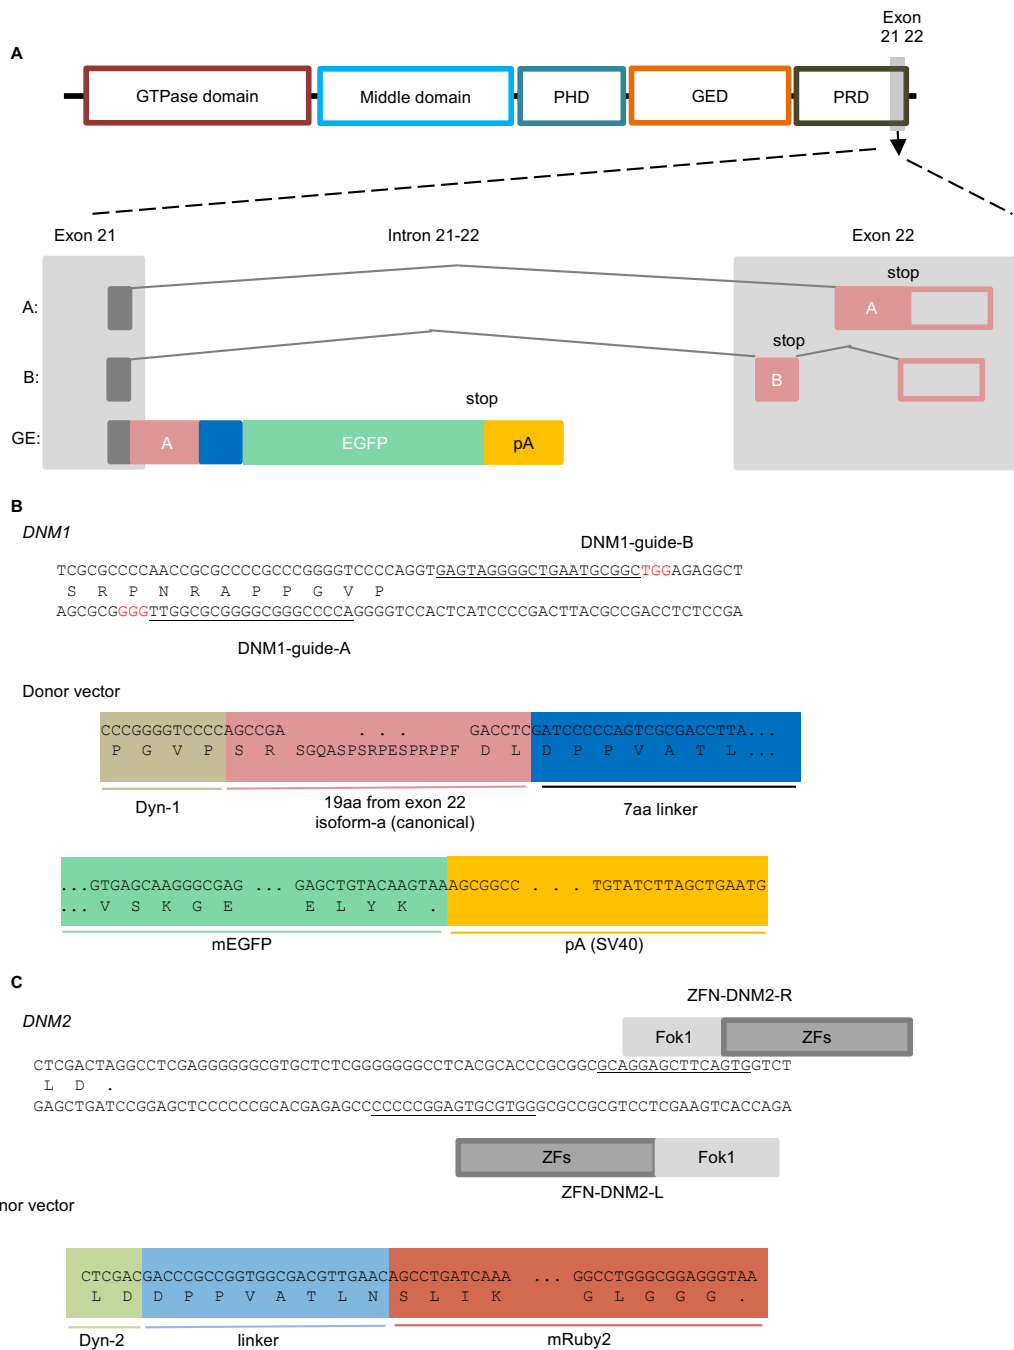 A
Exon
21 22
GTPase domain
Middle domain
PHD
GED
PRD
Exon 21
Intron 21-22
Exon 22
stop
A:
A
stop
B:
B
stop
GE:
A
EGFP
pA
B
DNM1
DNM1-guide-B
TCGCGCCCCAACCGCGCCCCGCCCGGGGTCCCCAGGTGAGTAGGGGCTGAATGCGGCTGGAGAGGCT
S R P N R A P P G V P
AGCGCGGGGTTGGCGCGGGGCGGGCCCCAGGGGTCCACTCATCCCCGACTTACGCCGACCTCTCCGA
DNM1-guide-A
Donor vector
CCCGGGGTCCCCAGCCGA . . . GACCTCGATCCCCCAGTCGCGACCTTA...
P G V P S R SGQASPSRPESPRPPF D L D P P V A T L ...
Dyn-1
19aa from exon 22
isoform-a (canonical)
7aa linker
...GTGAGCAAGGGCGAG ... GAGCTGTACAAGTAAAGCGGCC . . . TGTATCTTAGCTGAATG
... V S K G E E L Y K .
mEGFP
pA (SV40)
C
ZFN-DNM2-R
DNM2
Fok1
ZFs
CTCGACTAGGCCTCGAGGGGGGCGTGCTCTCGGGGGGGCCTCACGCACCCGCGGCGCAGGAGCTTCAGTGGTCT
L D .
GAGCTGATCCGGAGCTCCCCCCGCACGAGAGCCCCCCCGGAGTGCGTGGGCGCCGCGTCCTCGAAGTCACCAGA
ZFs
Fok1
ZFN-DNM2-L
nor vector
CTCGACGACCCGCCGGTGGCGACGTTGAACAGCCTGATCAAA ... GGCCTGGGCGGAGGGTAA
L D D P P V A T L N S L I K G L G G G .
Dyn-2
linker
mRuby2